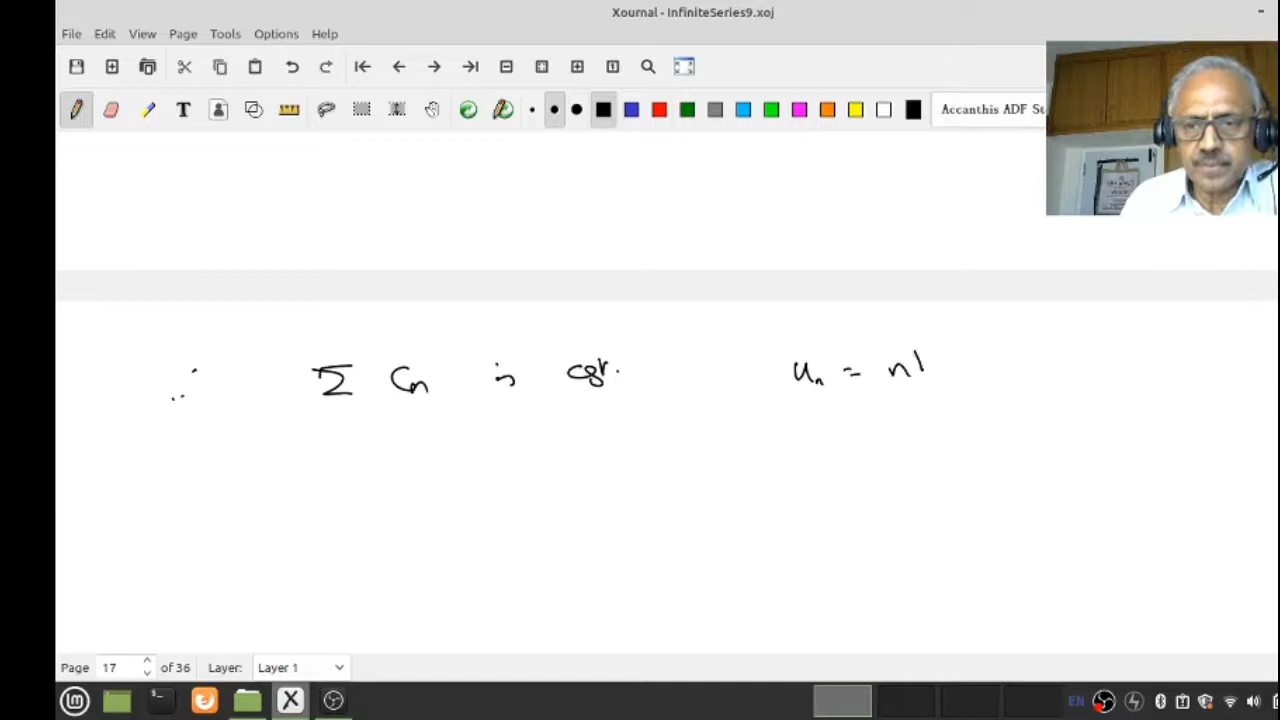 Xournal - InfiniteSeries9.xoj
File Edit View Page Tools Options Help
Accanthis ADF St
∴ Σ Cn is cgt. un = n!
Page 17 of 36 Layer: Layer 1
EN